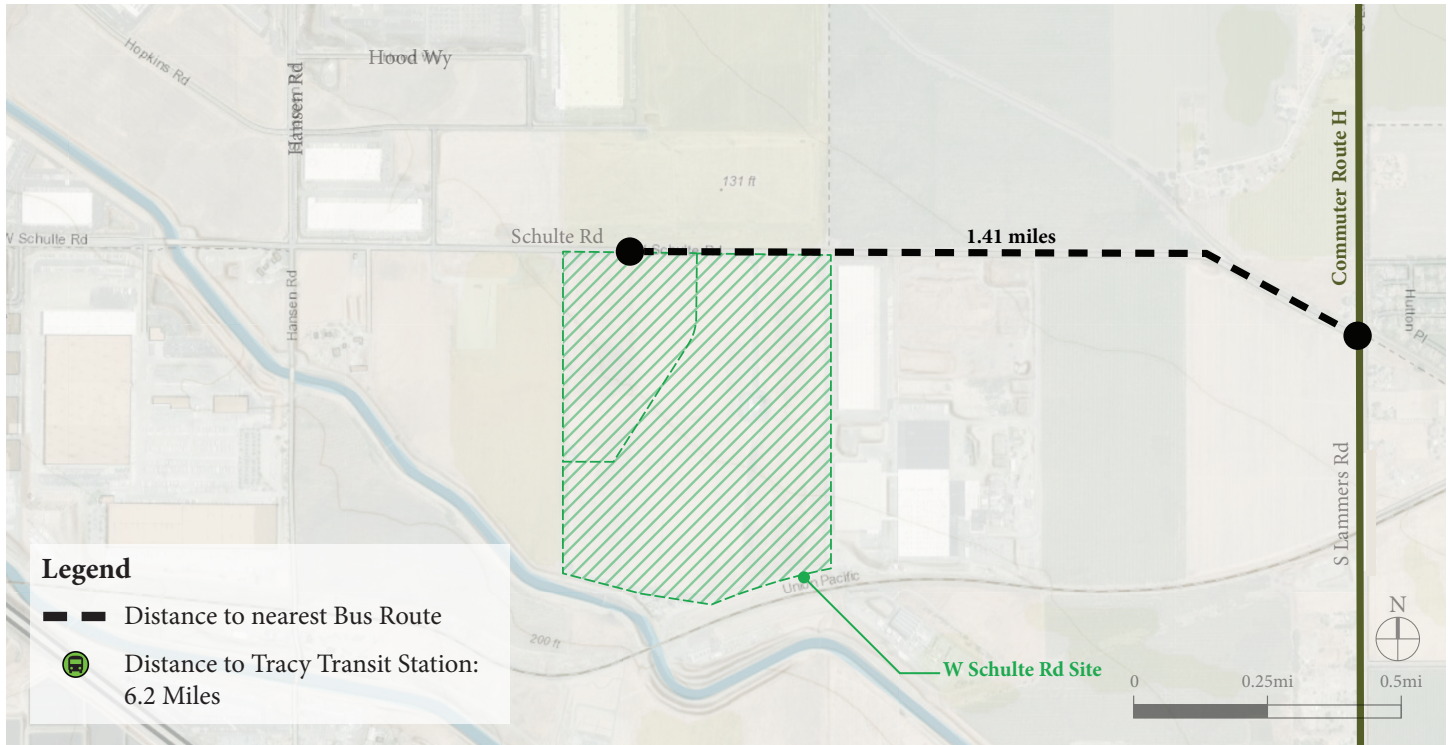 Hopkins Rd
Hood Wy
Hansen Rd
131 ft
W Schulte Rd
Schulte Rd
W Schulte Rd
1.41 miles
Commuter Route H
Hansen Rd
Hutton Pl
S Lammers Rd
Union Pacific
200 ft
W Schulte Rd Site
Legend
Distance to nearest Bus Route
Distance to Tracy Transit Station:
6.2 Miles
N
0 0.25mi 0.5mi